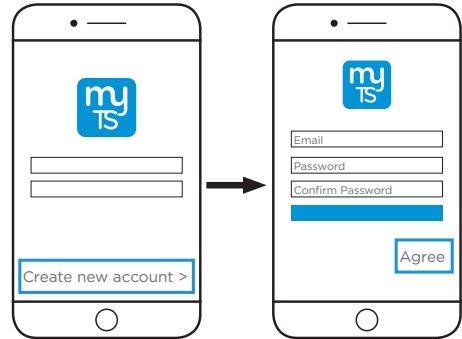 my
TS
Create new account >
my
TS
Email
Password
Confirm Password
Agree